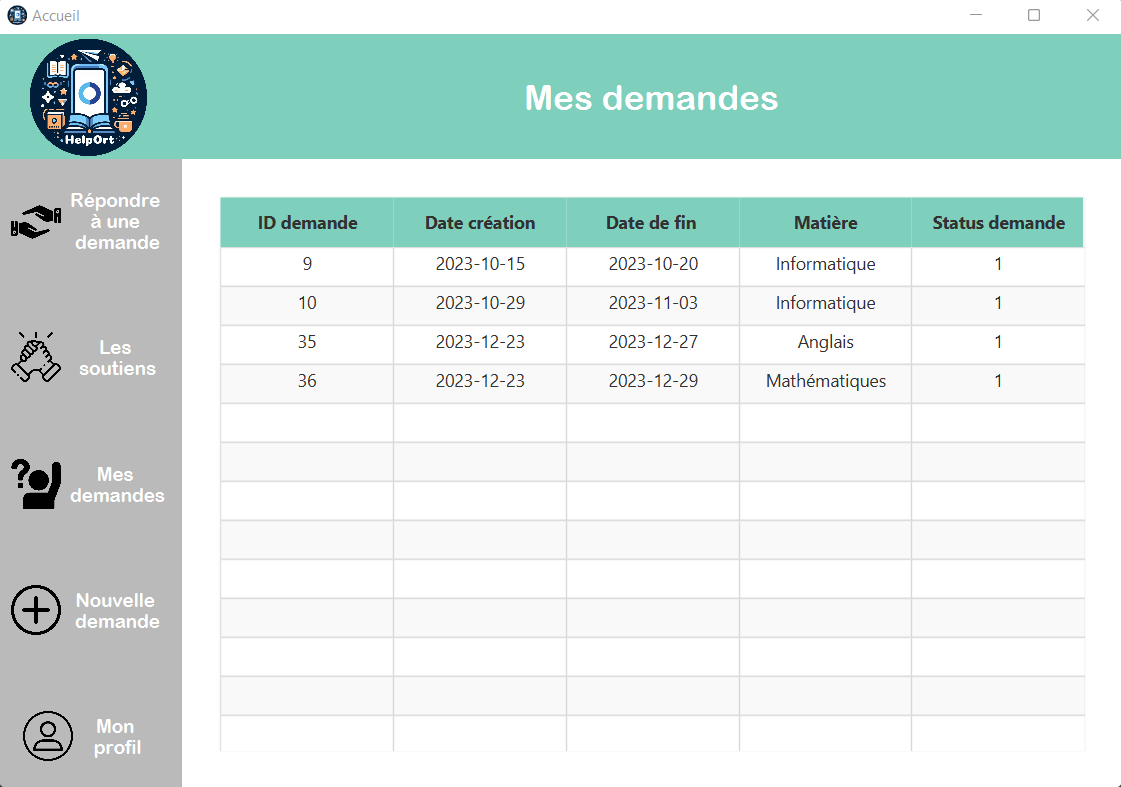 Accueil
HelpOrt
Mes demandes
Répondre
à une
demande
Les
soutiens
Mes
demandes
Nouvelle
demande
Mon
profil
ID demande Date création Date de fin Matière Status demande
9 2023-10-15 2023-10-20 Informatique 1
10 2023-10-29 2023-11-03 Informatique 1
35 2023-12-23 2023-12-27 Anglais 1
36 2023-12-23 2023-12-29 Mathématiques 1